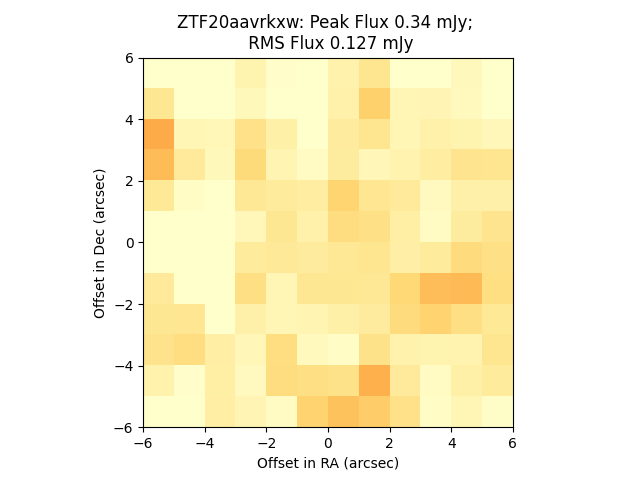 ZTF20aavrkxw: Peak Flux 0.34 mJy;
RMS Flux 0.127 mJy
6
4
2
0
−2
−4
−6
Offset in Dec (arcsec)
−6 −4 −2 0 2 4 6
Offset in RA (arcsec)